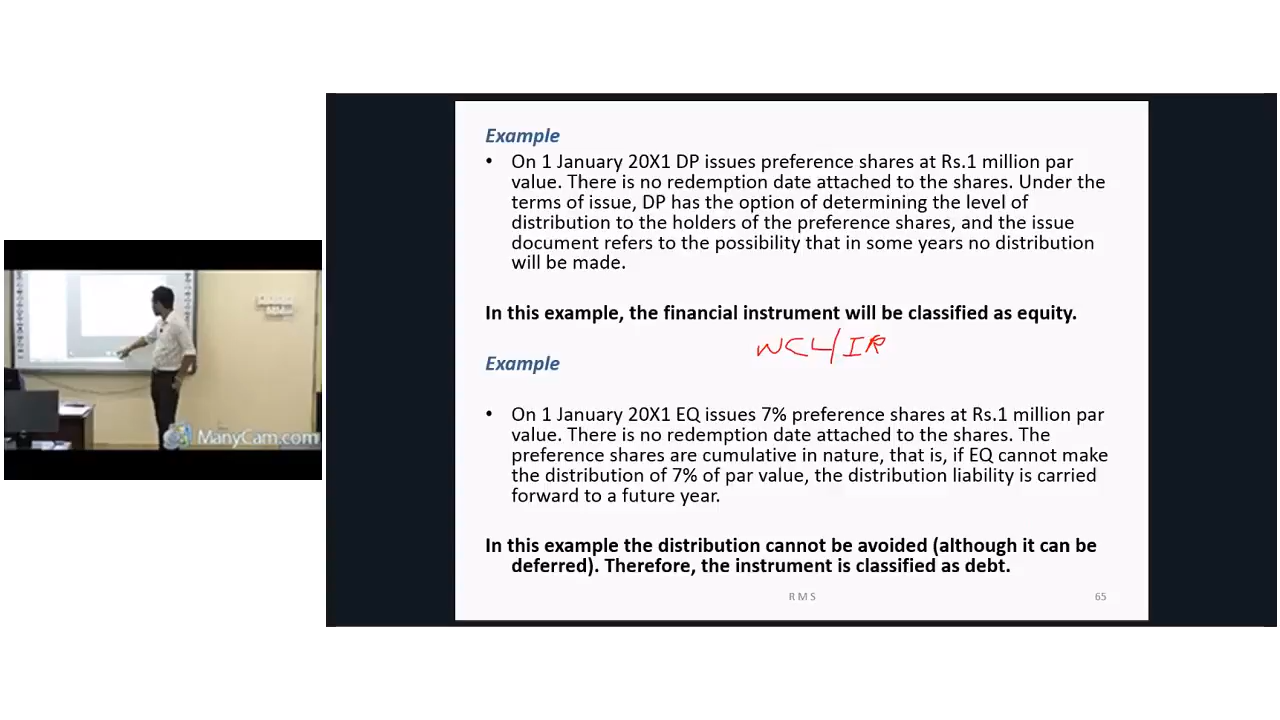 Example
• On 1 January 20X1 DP issues preference shares at Rs.1 million par
value. There is no redemption date attached to the shares. Under the
terms of issue, DP has the option of determining the level of
distribution to the holders of the preference shares, and the issue
document refers to the possibility that in some years no distribution
will be made.
In this example, the financial instrument will be classified as equity.
NCL/IR
Example
• On 1 January 20X1 EQ issues 7% preference shares at Rs.1 million par
value. There is no redemption date attached to the shares. The
preference shares are cumulative in nature, that is, if EQ cannot make
the distribution of 7% of par value, the distribution liability is carried
forward to a future year.
In this example the distribution cannot be avoided (although it can be
deferred). Therefore, the instrument is classified as debt.
R M S 65
ManyCam.com